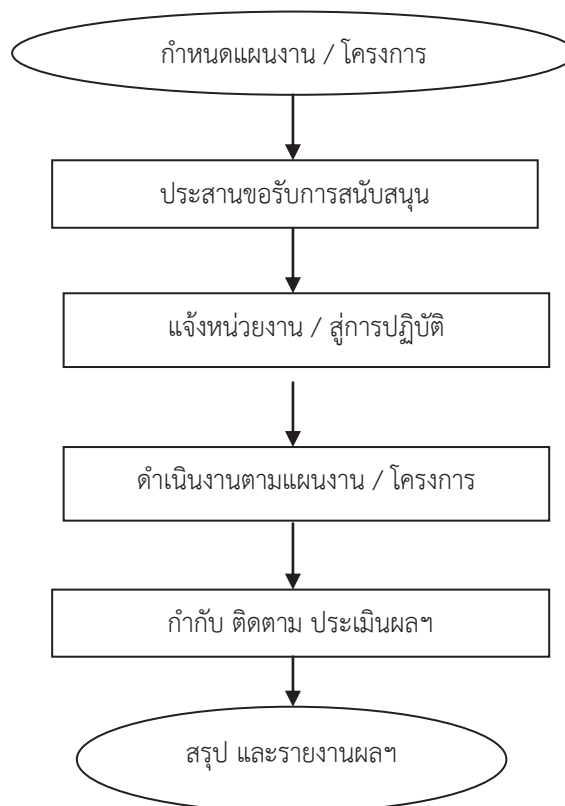 กำหนดแผนงาน / โครงการ
ประสานขอรับการสนับสนุน
แจ้งหน่วยงาน / สู่การปฏิบัติ
ดำเนินงานตามแผนงาน / โครงการ
กำกับ ติดตาม ประเมินผลฯ
สรุป และรายงานผลฯ